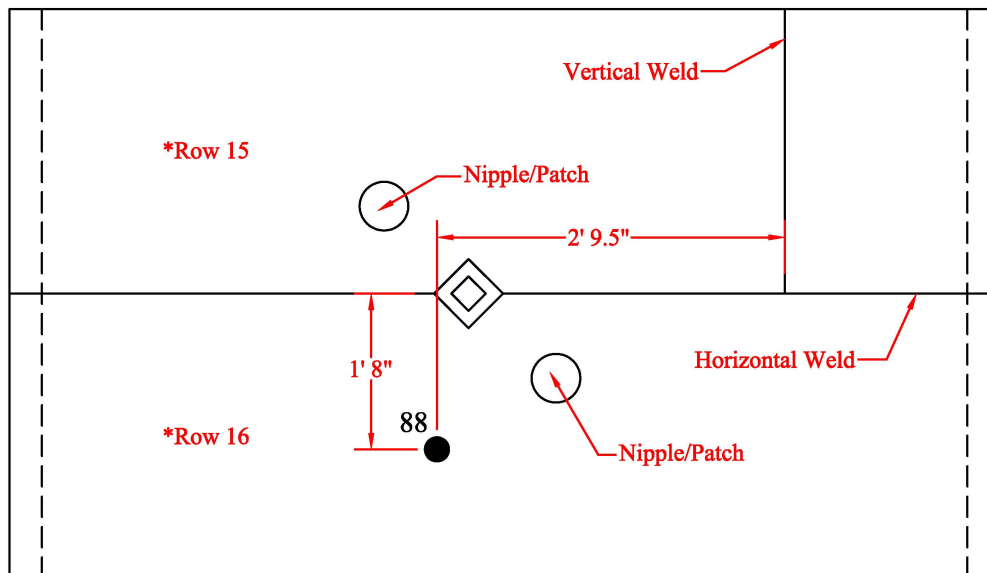 Vertical Weld
*Row 15
Nipple/Patch
2' 9.5"
1' 8"
Horizontal Weld
88
*Row 16
Nipple/Patch